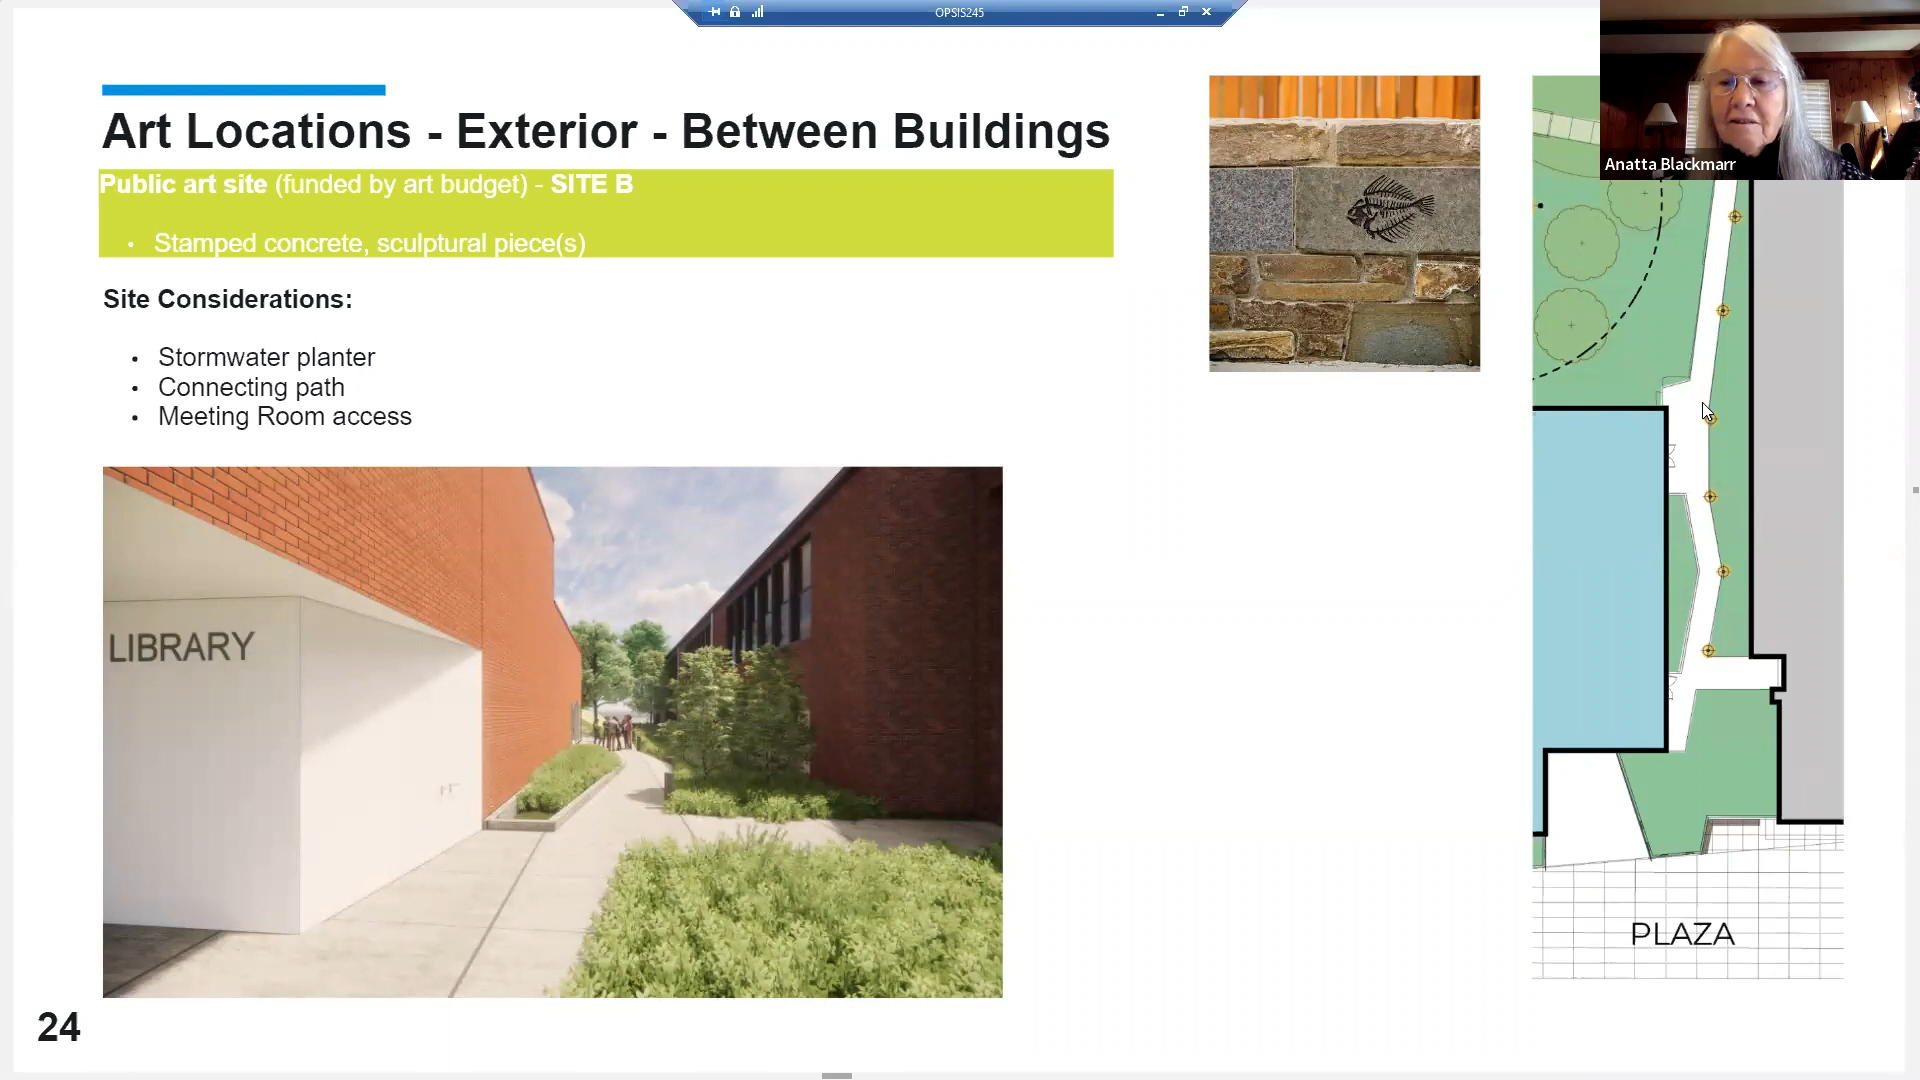 OPSIS245
Anatta Blackmarr
Art Locations - Exterior - Between Buildings
Public art site (funded by art budget) - SITE B
• Stamped concrete, sculptural piece(s)
Site Considerations:
• Stormwater planter
• Connecting path
• Meeting Room access
LIBRARY
PLAZA
24